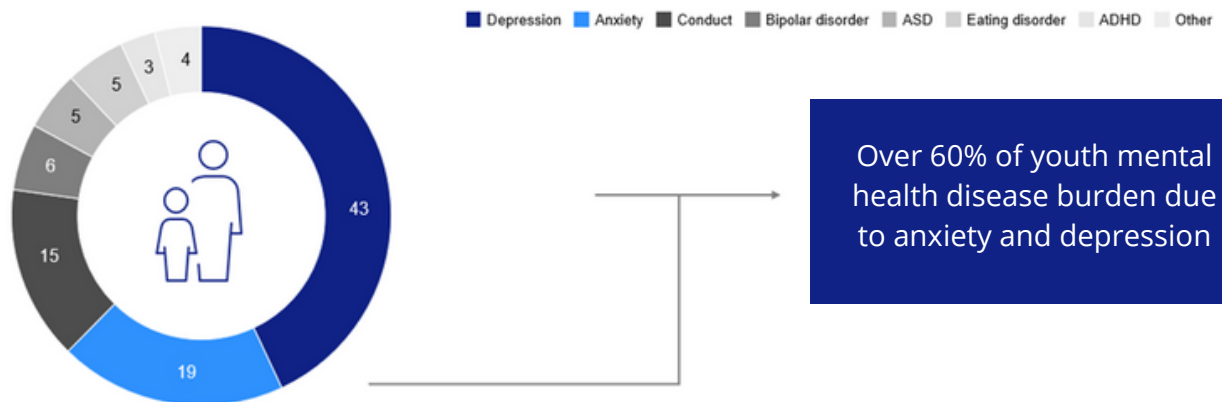 Depression Anxiety Conduct Bipolar disorder ASD Eating disorder ADHD Other
4
3
5
5
6
43
15
19
Over 60% of youth mental
health disease burden due
to anxiety and depression